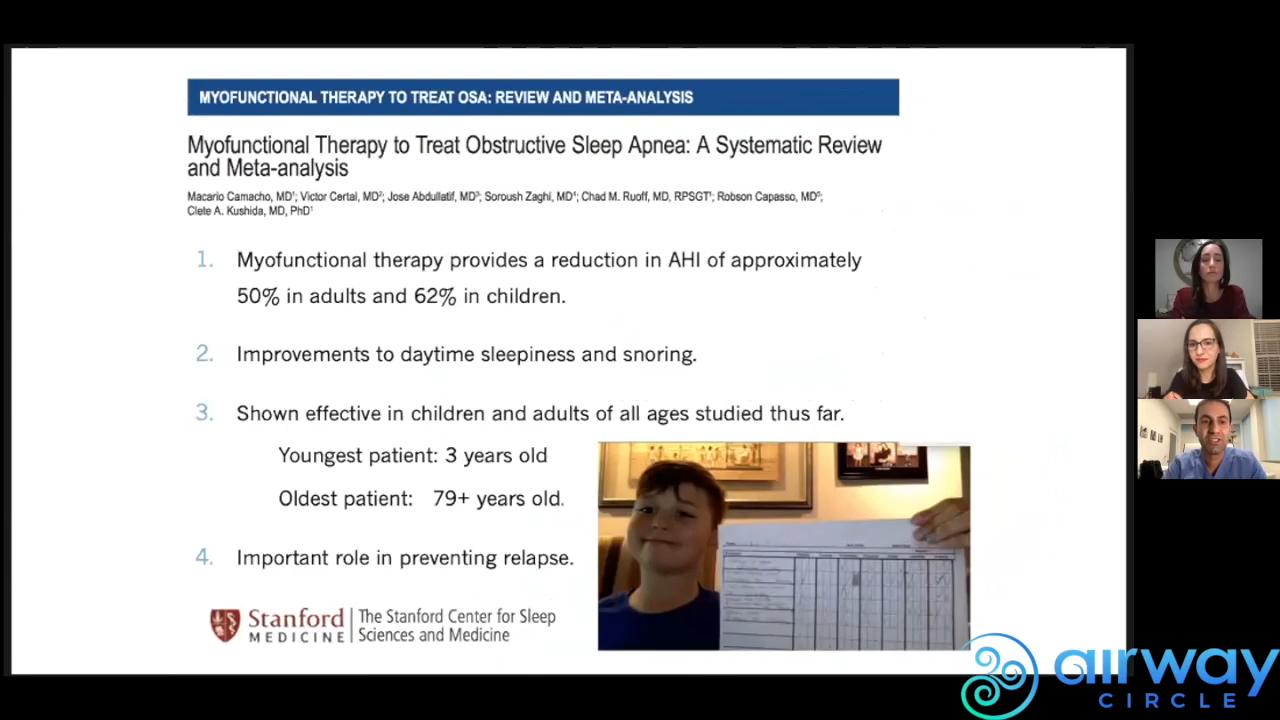 MYOFUNCTIONAL THERAPY TO TREAT OSA: REVIEW AND META-ANALYSIS
Myofunctional Therapy to Treat Obstructive Sleep Apnea: A Systematic Review
and Meta-analysis
Macario Camacho, MD1; Victor Certal, MD2; Jose Abdullatif, MD3; Soroush Zaghi, MD4; Chad M. Ruoff, MD, RPSGT1; Robson Capasso, MD5;
Clete A. Kushida, MD, PhD1
1. Myofunctional therapy provides a reduction in AHI of approximately
50% in adults and 62% in children.
2. Improvements to daytime sleepiness and snoring.
3. Shown effective in children and adults of all ages studied thus far.
Youngest patient: 3 years old
Oldest patient: 79+ years old.
4. Important role in preventing relapse.
Stanford
MEDICINE
The Stanford Center for Sleep
Sciences and Medicine
airway
CIRCLE